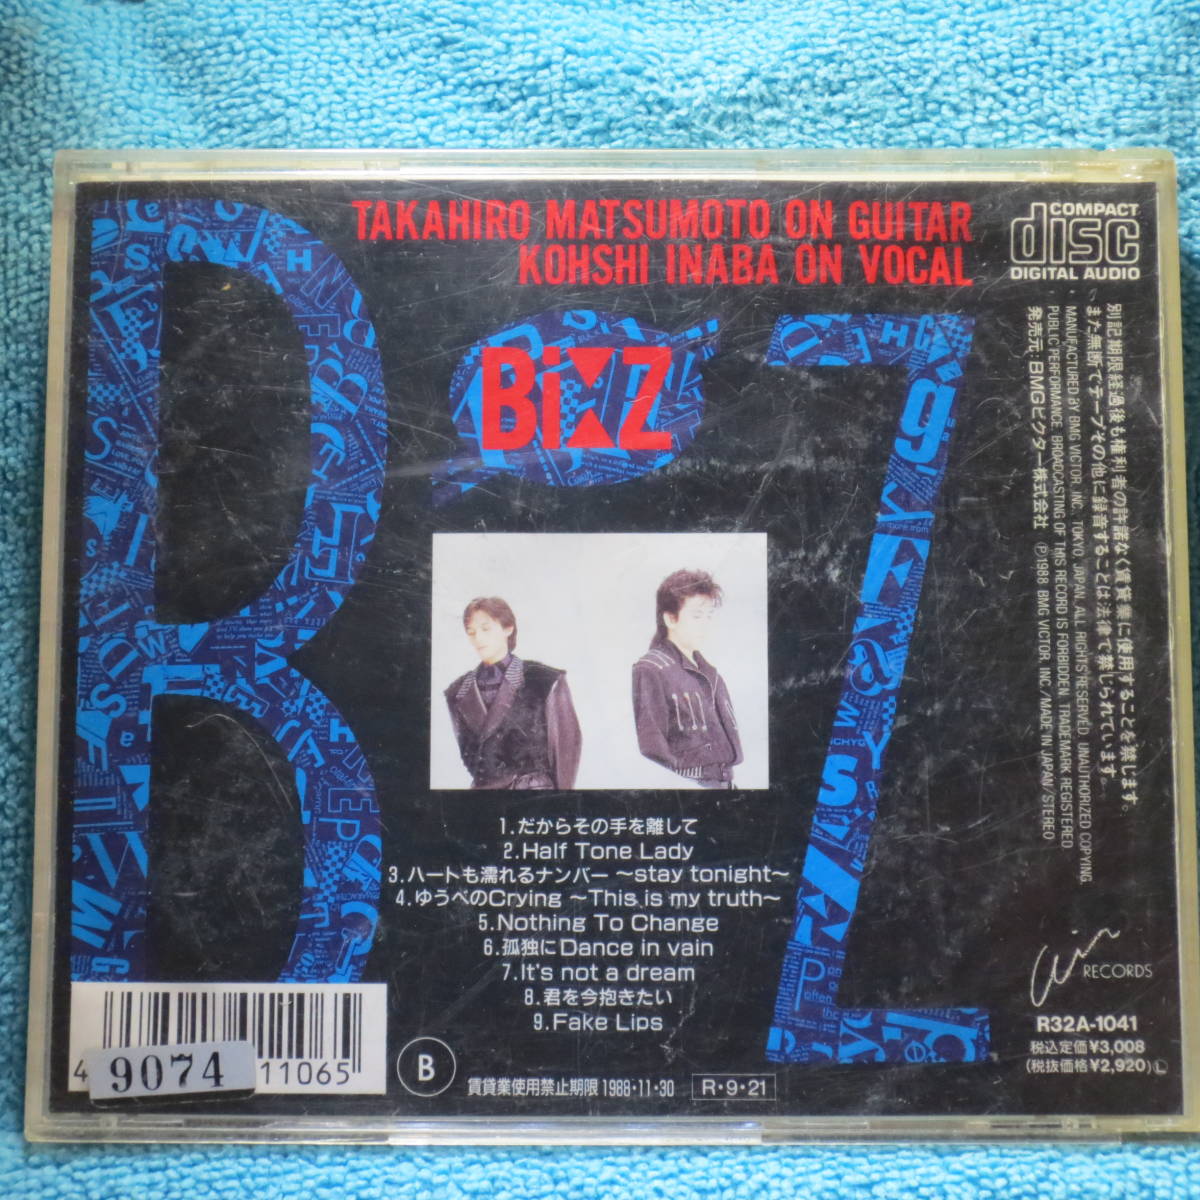 TAKAHIRO MATSUMOTO ON GUITAR
KOHSHI INABA ON VOCAL
COMPACT
disc
DIGITAL AUDIO
B'z
1.だからその手を離して
2.Half Tone Lady
3.ハートも濡れるナンバー 〜stay tonight〜
4.ゆうべのCrying 〜This is my truth〜
5.Nothing To Change
6.孤独にDance in vain
7.It's not a dream
8.君を今抱きたい
9.Fake Lips
別記期限経過後も権利者の許諾なく賃貸業に使用することを禁じます。
また無断でテープその他に録音することは法律で禁じられています。
MANUFACTURED BY BMG VICTOR, INC., TOKYO, JAPAN. ALL RIGHTS RESERVED. UNAUTHORIZED COPYING.
PUBLIC PERFORMANCE. BROADCASTING OF THIS RECORD IS FORBIDDEN. TRADEMARK REGISTERED
発売元:BMGビクター株式会社 Ⓟ1988 BMG VICTOR, INC./MADE IN JAPAN/STEREO
Air RECORDS
R32A-1041
税込定価¥3,008
(税抜価格¥2,920)Ⓛ
4
9074
11065
B
賃貸業使用禁止期限1988・11・30
R・9・21